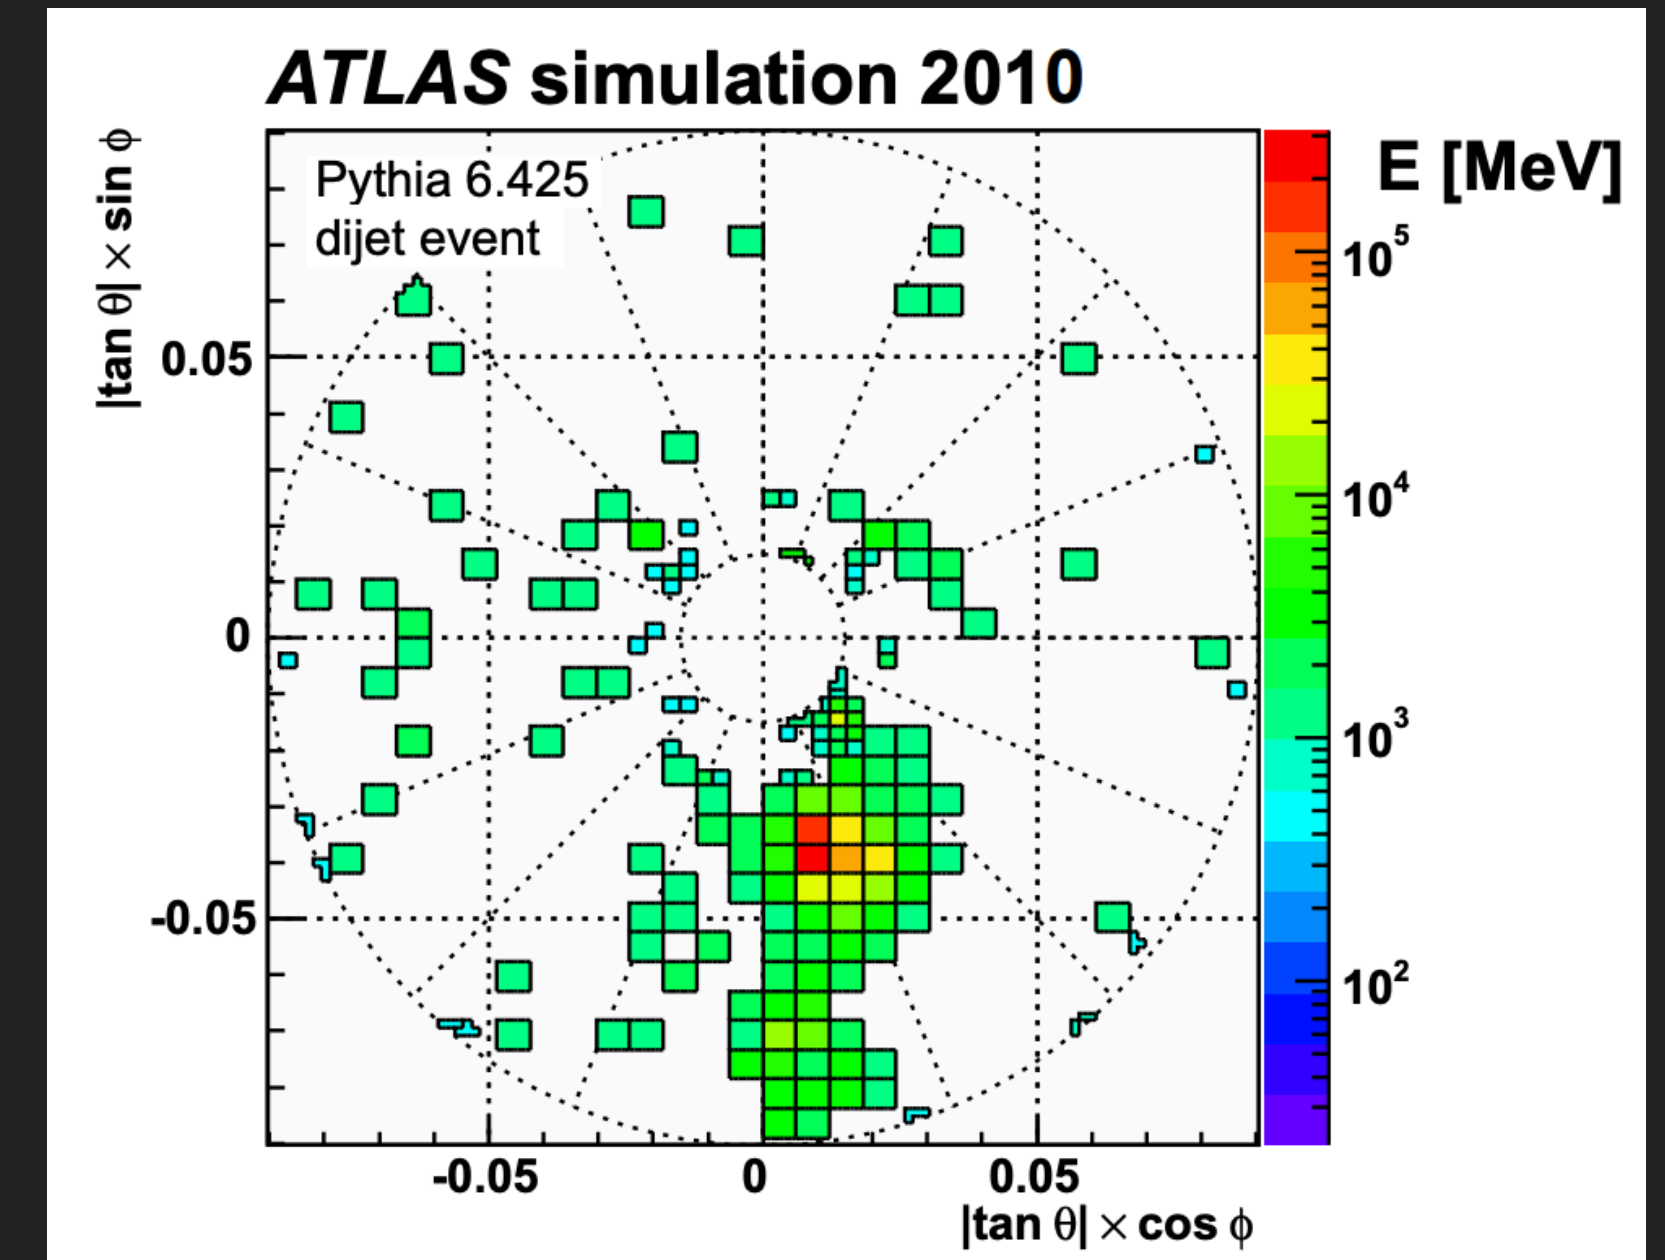 ATLAS simulation 2010
Pythia 6.425
dijet event
E [MeV]
|tan θ| × sin ϕ
0.05
0
-0.05
-0.05
0
0.05
|tan θ| × cos ϕ
10⁵
10⁴
10³
10²